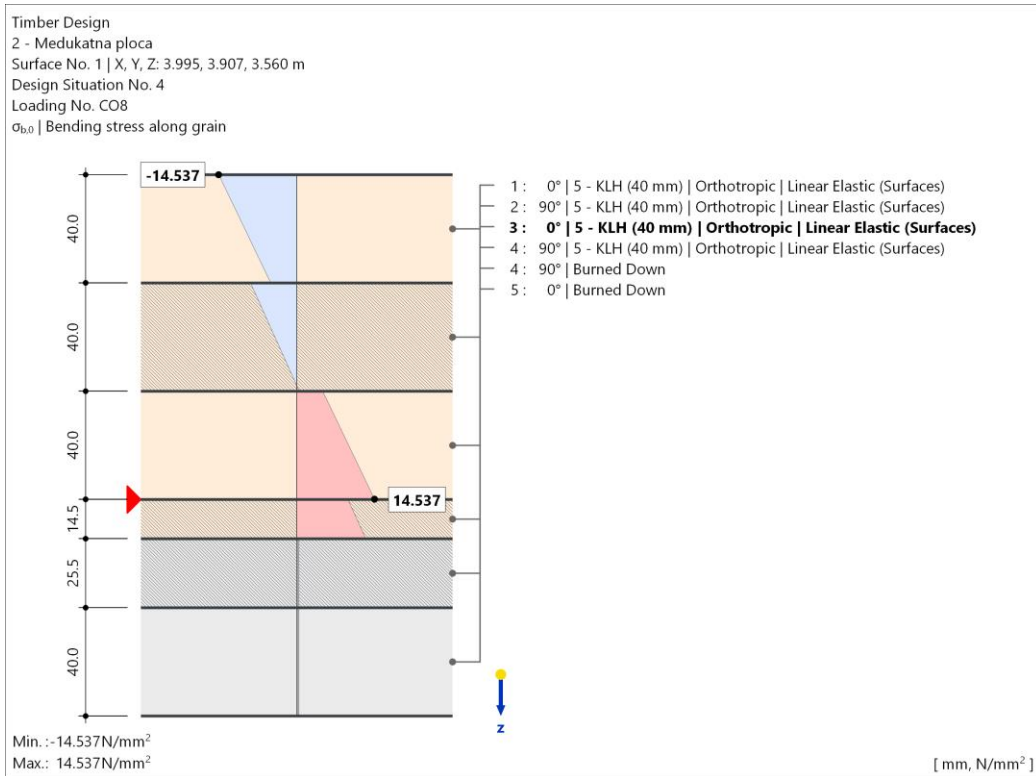 Timber Design
2 - Medukatna ploca
Surface No. 1 | X, Y, Z: 3.995, 3.907, 3.560 m
Design Situation No. 4
Loading No. CO8
σb,0 | Bending stress along grain
-14.537
1 : 0° | 5 - KLH (40 mm) | Orthotropic | Linear Elastic (Surfaces)
2 : 90° | 5 - KLH (40 mm) | Orthotropic | Linear Elastic (Surfaces)
3 : 0° | 5 - KLH (40 mm) | Orthotropic | Linear Elastic (Surfaces)
4 : 90° | 5 - KLH (40 mm) | Orthotropic | Linear Elastic (Surfaces)
4 : 90° | Burned Down
5 : 0° | Burned Down
40.0
40.0
40.0
14.537
14.5
25.5
40.0
z
Min. :-14.537N/mm²
Max.: 14.537N/mm²
[ mm, N/mm² ]